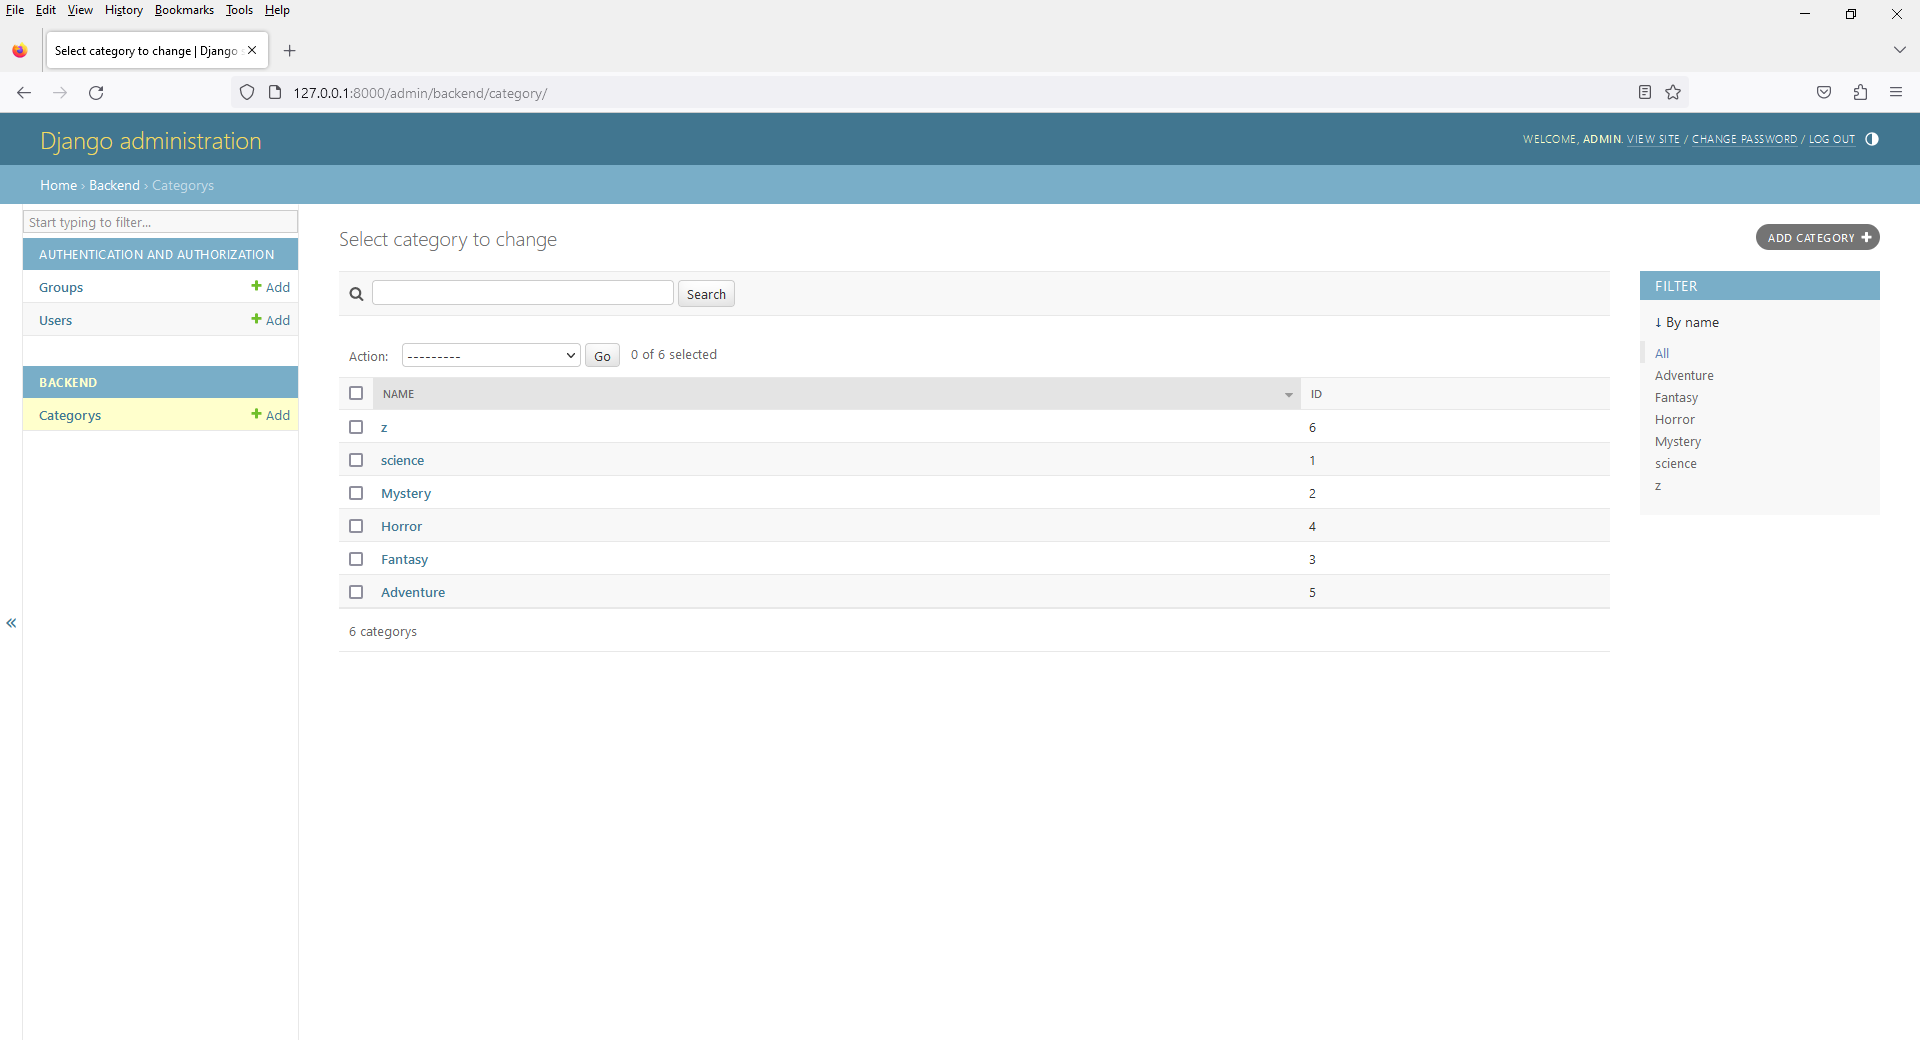 File Edit View History Bookmarks Tools Help
Select category to change | Django
127.0.0.1:8000/admin/backend/category/
Django administration
WELCOME, ADMIN. VIEW SITE / CHANGE PASSWORD / LOG OUT
Home › Backend › Categorys
Start typing to filter...
AUTHENTICATION AND AUTHORIZATION
Groups Add
Users Add
BACKEND
Categorys Add
«
Select category to change
ADD CATEGORY
Search
Action: --------- Go 0 of 6 selected
NAME ID
z 6
science 1
Mystery 2
Horror 4
Fantasy 3
Adventure 5
6 categorys
FILTER
↓ By name
All
Adventure
Fantasy
Horror
Mystery
science
z